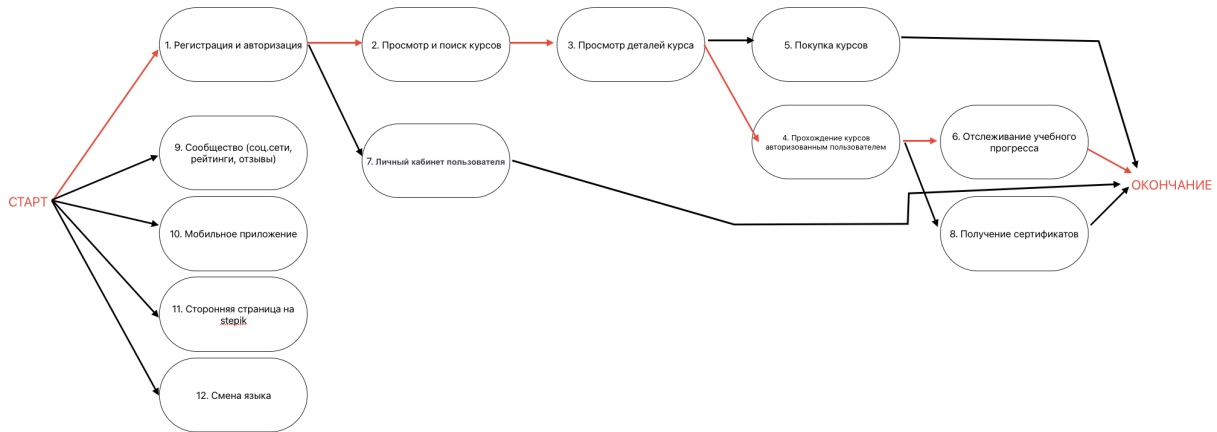 1. Регистрация и авторизация
2. Просмотр и поиск курсов
3. Просмотр деталей курса
5. Покупка курсов
9. Сообщество (соц.сети,
рейтинги, отзывы)
7. Личный кабинет пользователя
4. Прохождение курсов
авторизованным пользователем
6. Отслеживание учебного
прогресса
СТАРТ
ОКОНЧАНИЕ
10. Мобильное приложение
8. Получение сертификатов
11. Сторонняя страница на
stepik
12. Смена языка